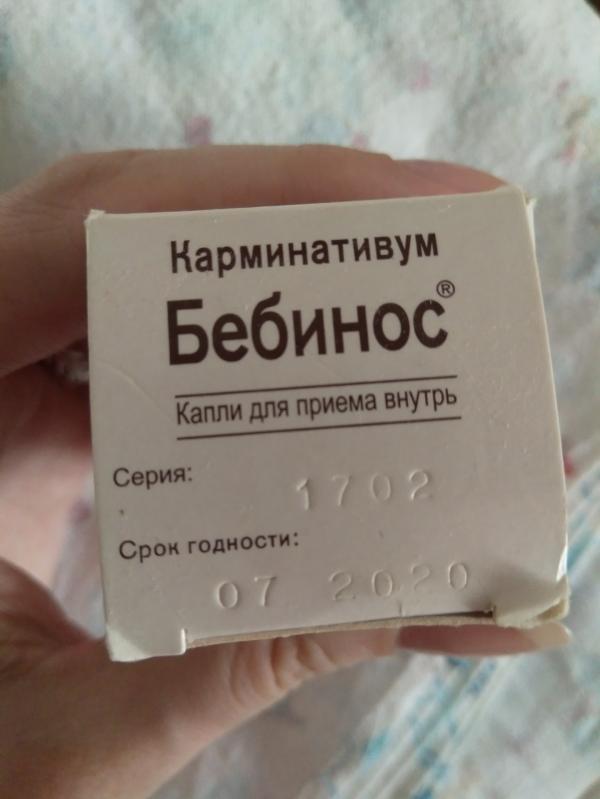 Карминативум
Бебинос®
Капли для приема внутрь
Серия:
1702
Срок годности:
07 2020